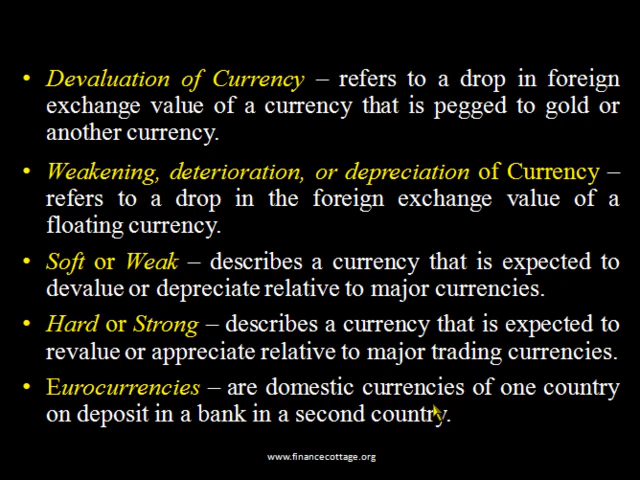 • Devaluation of Currency – refers to a drop in foreign
exchange value of a currency that is pegged to gold or
another currency.
• Weakening, deterioration, or depreciation of Currency –
refers to a drop in the foreign exchange value of a
floating currency.
• Soft or Weak – describes a currency that is expected to
devalue or depreciate relative to major currencies.
• Hard or Strong – describes a currency that is expected to
revalue or appreciate relative to major trading currencies.
• Eurocurrencies – are domestic currencies of one country
on deposit in a bank in a second country.
www.financecottage.org